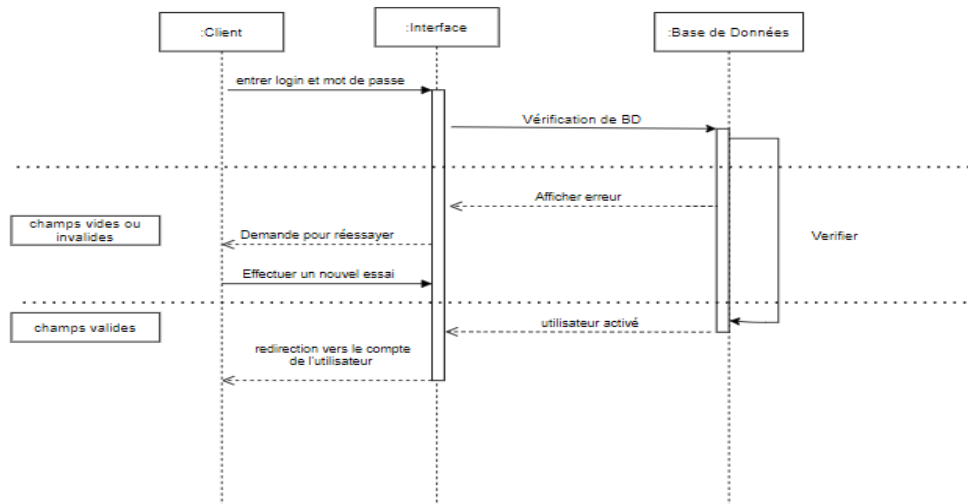 :Client
:Interface
:Base de Données
entrer login et mot de passe
Vérification de BD
Afficher erreur
champs vides ou
invalides
Demande pour réessayer
Verifier
Effectuer un nouvel essai
champs valides
utilisateur activé
redirection vers le compte
de l'utilisateur